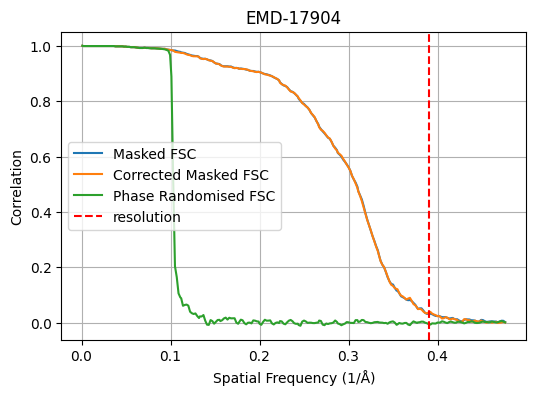 EMD-17904
1.0
0.8
0.6
0.4
0.2
0.0
Correlation
Masked FSC
Corrected Masked FSC
Phase Randomised FSC
resolution
0.0 0.1 0.2 0.3 0.4
Spatial Frequency (1/Å)